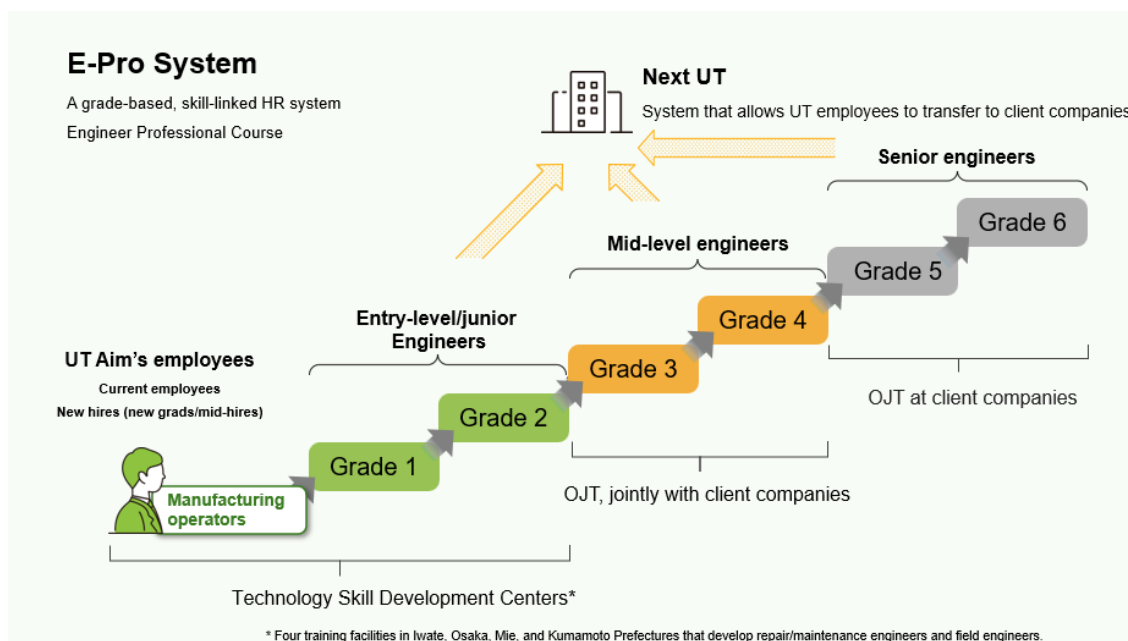 E-Pro System
A grade-based, skill-linked HR system
Engineer Professional Course
Next UT
System that allows UT employees to transfer to client companies
Senior engineers
Grade 6
Mid-level engineers
Grade 5
Entry-level/junior
Engineers
Grade 4
UT Aim's employees
Current employees
New hires (new grads/mid-hires)
Grade 3
OJT at client companies
Grade 2
Grade 1
Manufacturing
operators
OJT, jointly with client companies
Technology Skill Development Centers*
* Four training facilities in Iwate, Osaka, Mie, and Kumamoto Prefectures that develop repair/maintenance engineers and field engineers.